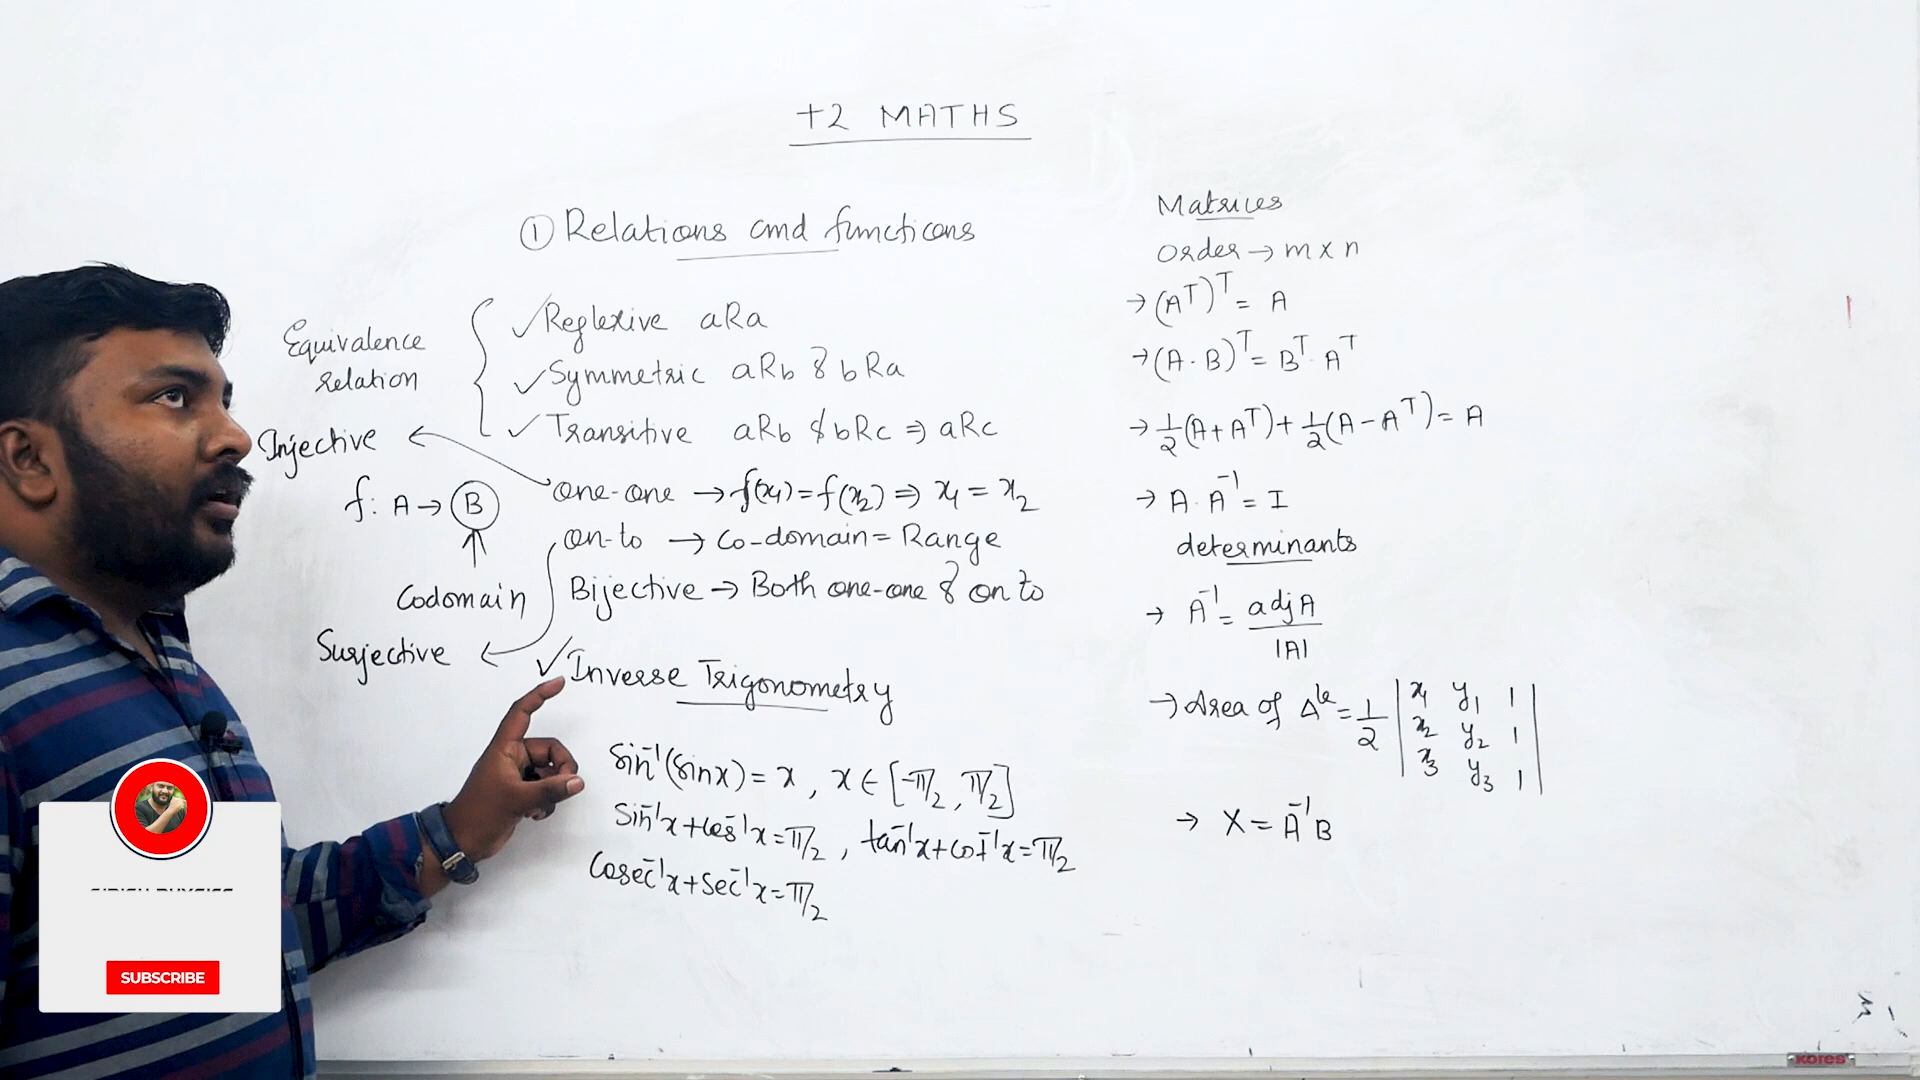 +2 MATHS
① Relations and functions
Equivalence relation
✓Reflexive aRa
✓Symmetric aRb & bRa
✓Transitive aRb & bRc ⇒ aRc
Injective ←
one-one → f(x₁) = f(x₂) ⇒ x₁ = x₂
f: A → B
on-to → Co-domain = Range
Codomain
Bijective → Both one-one & on to
Surjective ←
✓Inverse Trigonometry
Sin⁻¹(Sinx) = x , x ∈ [-π/2, π/2]
Sin⁻¹x + Cos⁻¹x = π/2 , tan⁻¹x + cot⁻¹x = π/2
Cosec⁻¹x + Sec⁻¹x = π/2
Matrices
Order → m x n
→ (Aᵀ)ᵀ = A
→ (A . B)ᵀ = Bᵀ . Aᵀ
→ 1/2 (A + Aᵀ) + 1/2 (A - Aᵀ) = A
→ A . A⁻¹ = I
determinants
→ A⁻¹ = adj A / |A|
→ Area of Δle = 1/2 | x₁ y₁ 1
x₂ y₂ 1
x₃ y₃ 1 |
→ X = A⁻¹B
SUBSCRIBE
KORES